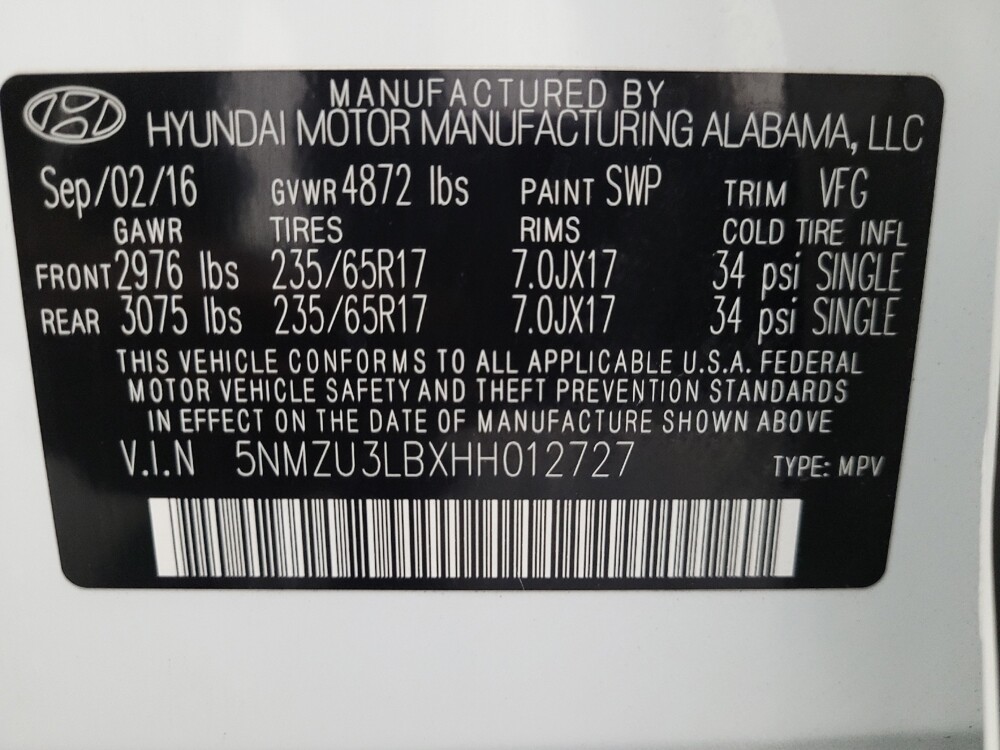 MANUFACTURED BY
HYUNDAI MOTOR MANUFACTURING ALABAMA, LLC
Sep/02/16 GVWR 4872 lbs PAINT SWP TRIM VFG
GAWR TIRES RIMS COLD TIRE INFL
FRONT 2976 lbs 235/65R17 7.0JX17 34 psi SINGLE
REAR 3075 lbs 235/65R17 7.0JX17 34 psi SINGLE
THIS VEHICLE CONFORMS TO ALL APPLICABLE U.S.A. FEDERAL
MOTOR VEHICLE SAFETY AND THEFT PREVENTION STANDARDS
IN EFFECT ON THE DATE OF MANUFACTURE SHOWN ABOVE
V.I.N 5NMZU3LBXHH012727 TYPE: MPV